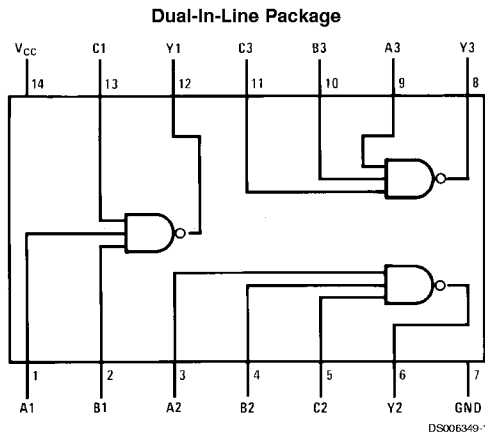 Dual-In-Line Package
VCC C1 Y1 C3 B3 A3 Y3
14 13 12 11 10 9 8
1 2 3 4 5 6 7
A1 B1 A2 B2 C2 Y2 GND
DS006349-1